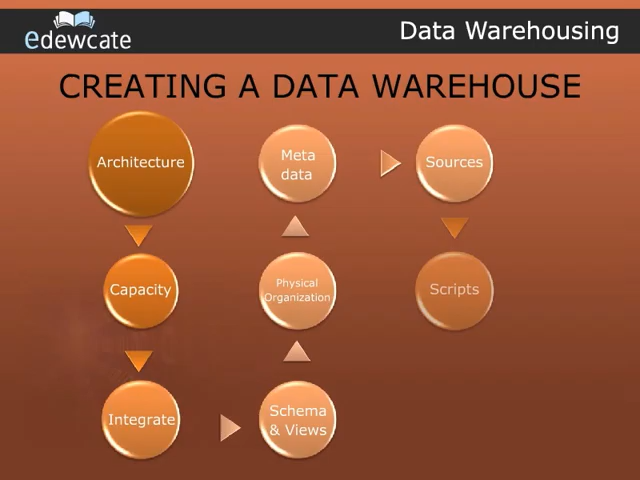 edewcate
Data Warehousing
CREATING A DATA WAREHOUSE
Architecture
Capacity
Integrate
Schema
& Views
Physical
Organization
Meta
data
Sources
Scripts